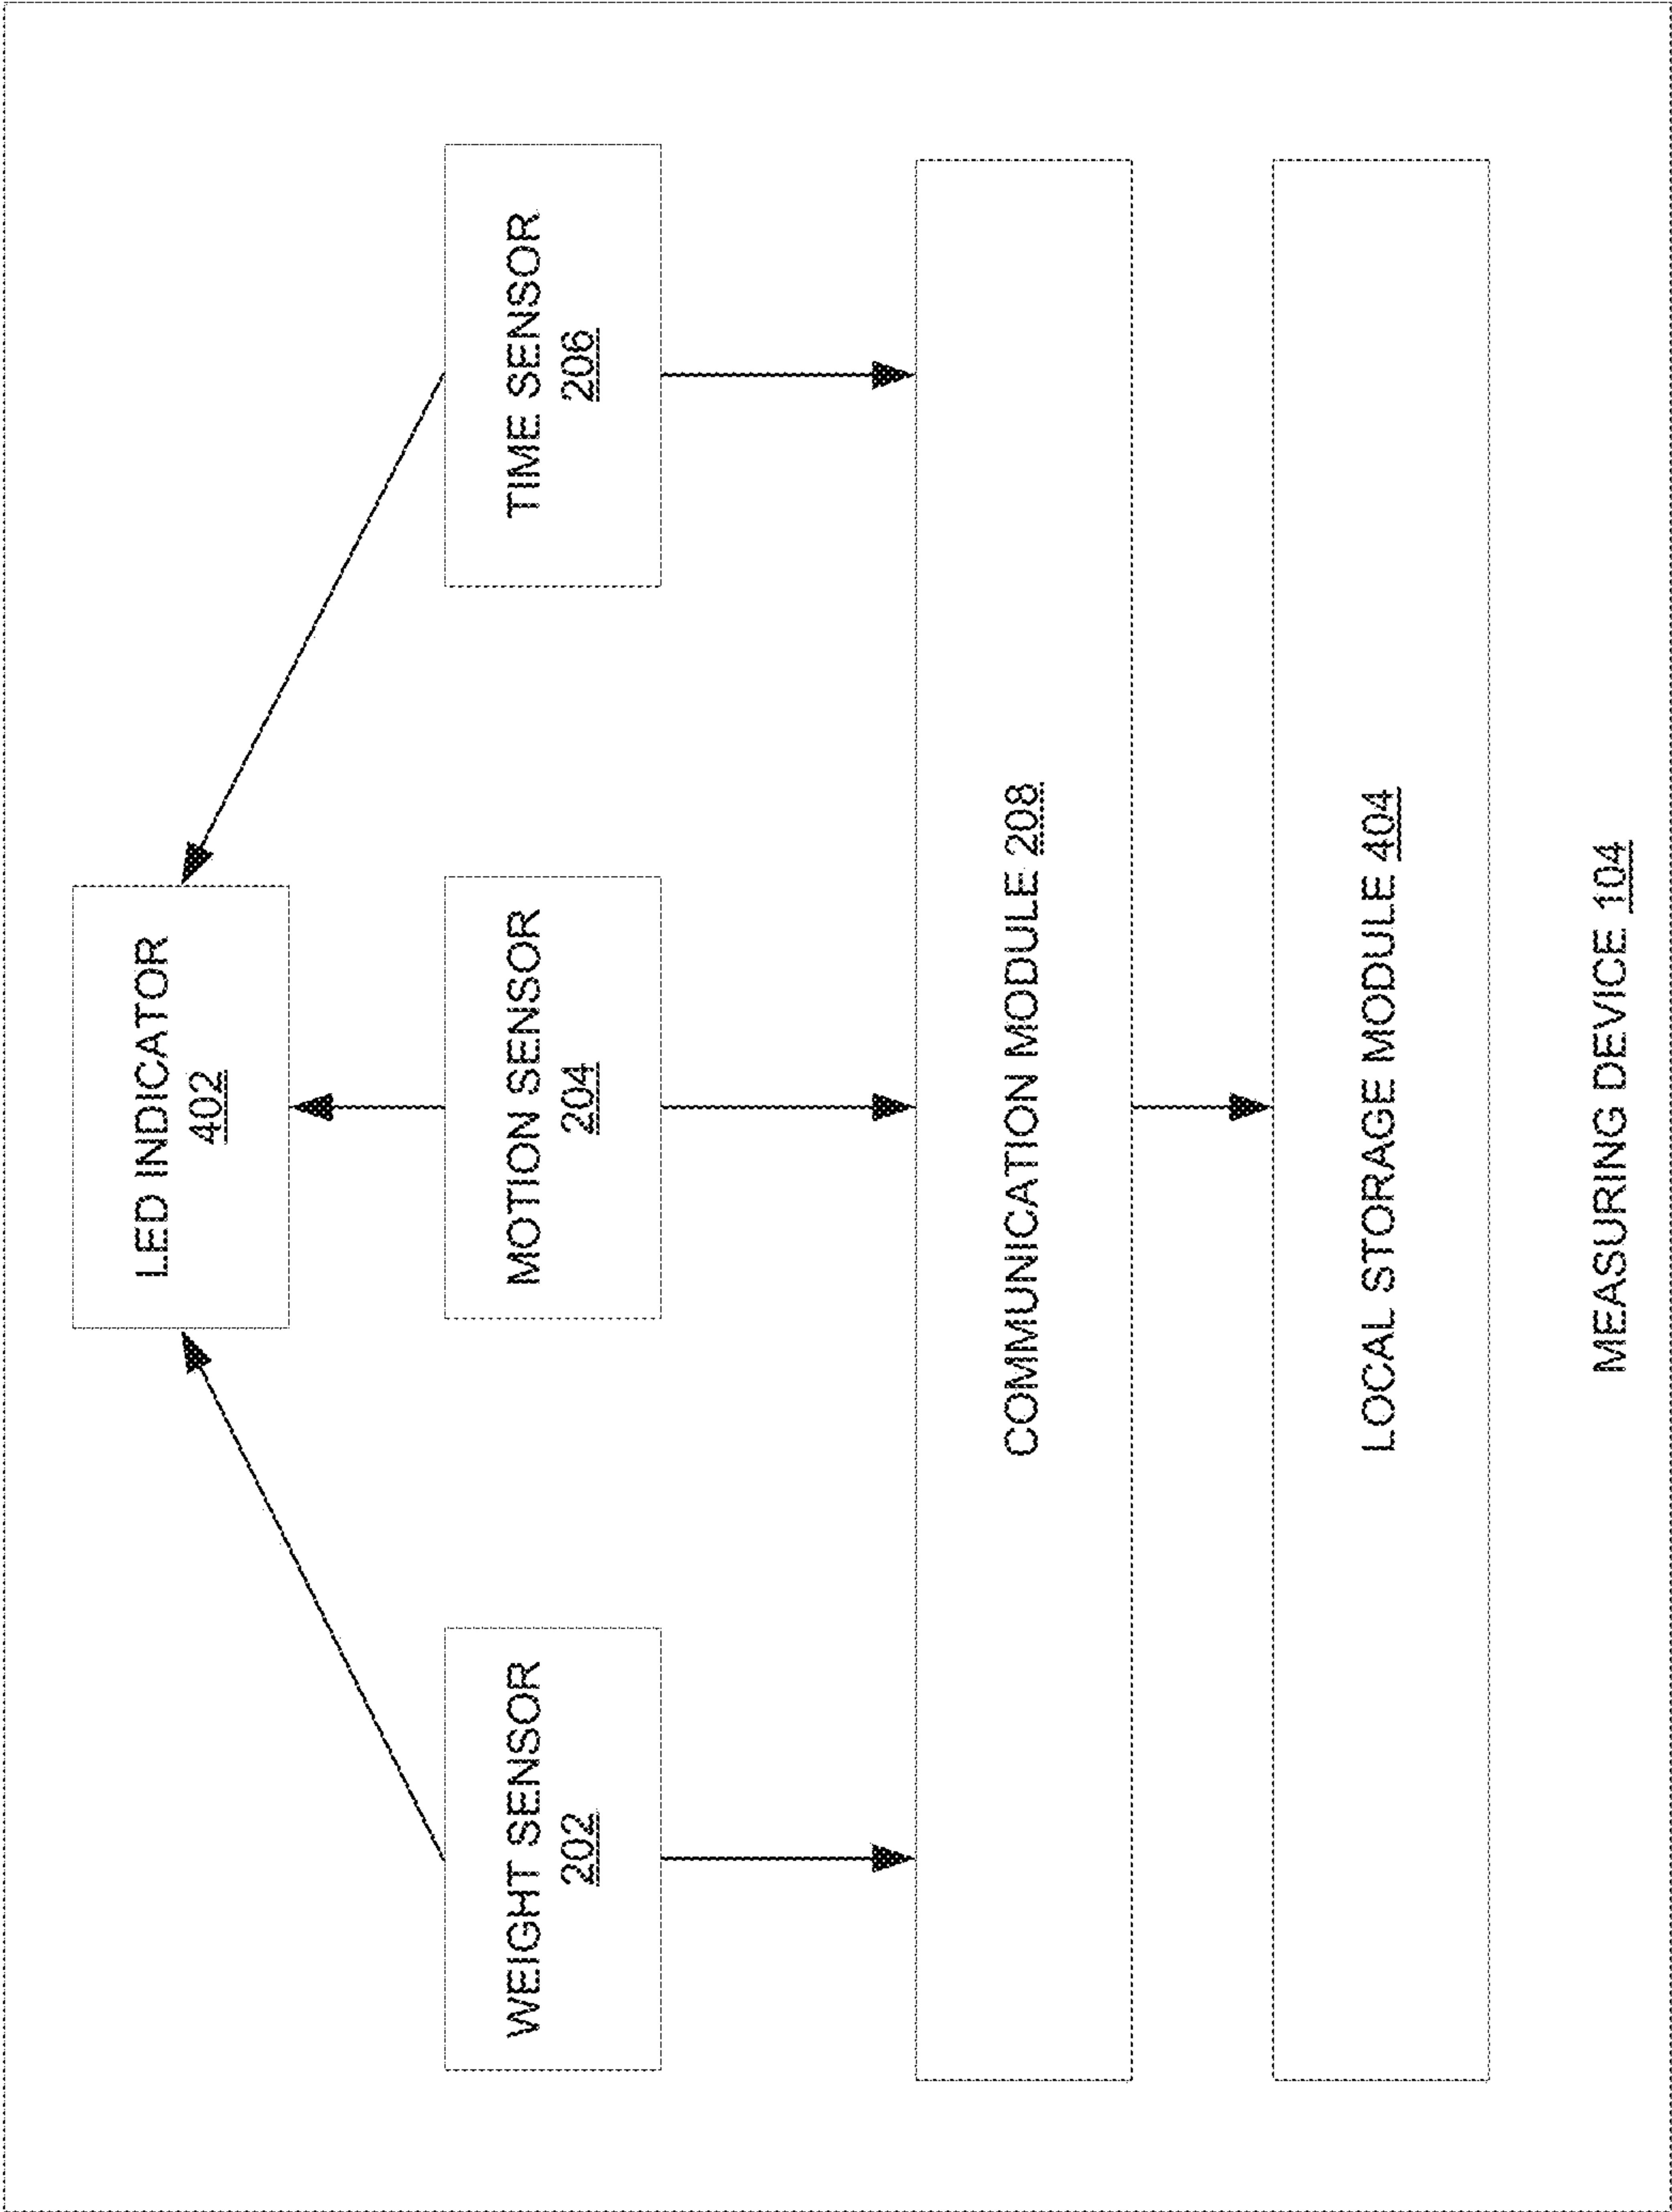 LED INDICATOR
402
WEIGHT SENSOR
202
MOTION SENSOR
204
TIME SENSOR
206
COMMUNICATION MODULE 208
LOCAL STORAGE MODULE 404
MEASURING DEVICE 104